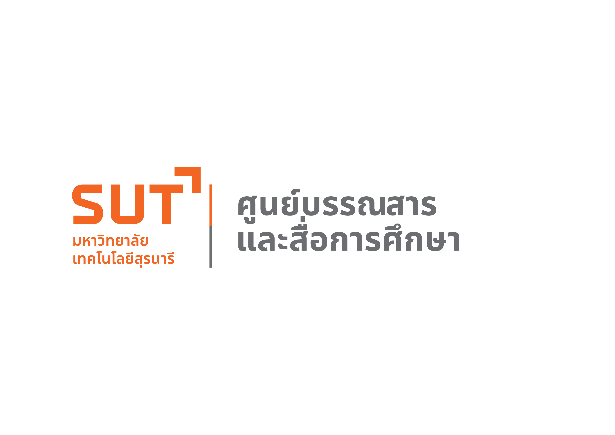 SUT
มหาวิทยาลัย
เทคโนโลยีสุรนารี
ศูนย์บรรณสาร
และสื่อการศึกษา